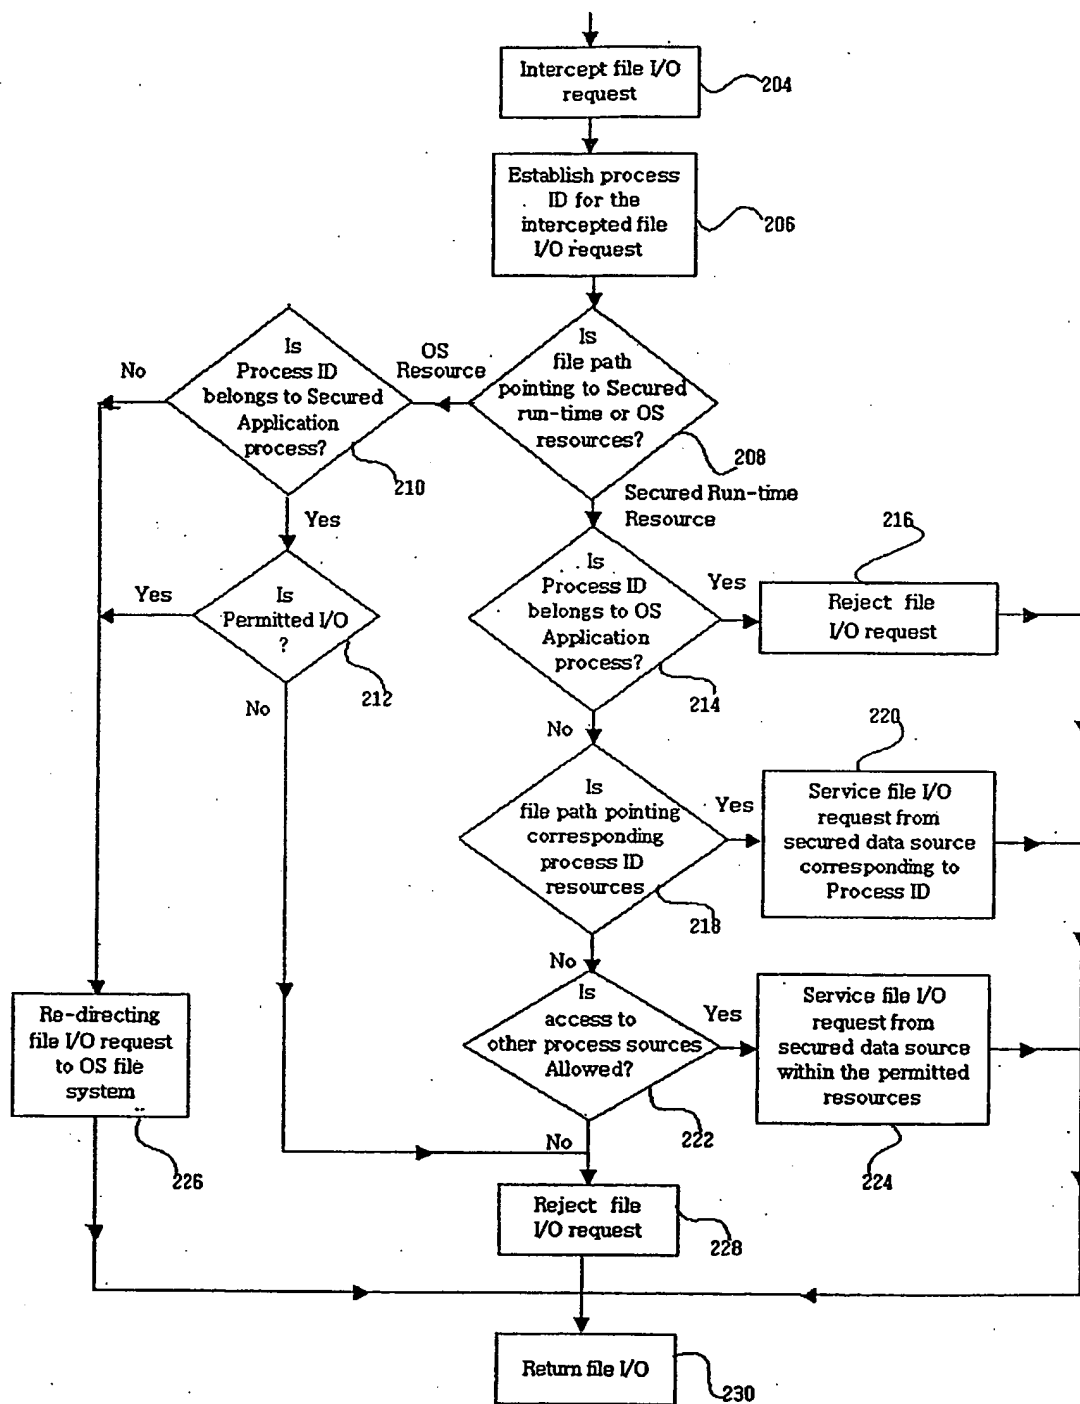 Intercept file I/O
request
204
Establish process
ID for the
intercepted file
I/O request
206
Is
file path
pointing to Secured
run-time or OS
resources?
208
OS
Resource
Is
Process ID
belongs to Secured
Application
process?
210
No
Yes
Is
Permitted I/O
?
212
Yes
No
Secured Run-time
Resource
Is
Process ID
belongs to OS
Application
process?
214
Yes
216
Reject file
I/O request
No
Is
file path pointing
corresponding
process ID
resources
218
Yes
220
Service file I/O
request from
secured data source
corresponding to
Process ID
No
Is
access to
other process sources
Allowed?
222
Yes
Service file I/O
request from
secured data source
within the permitted
resources
224
Re-directing
file I/O request
to OS file
system
226
No
Reject file
I/O request
228
Return file I/O
230